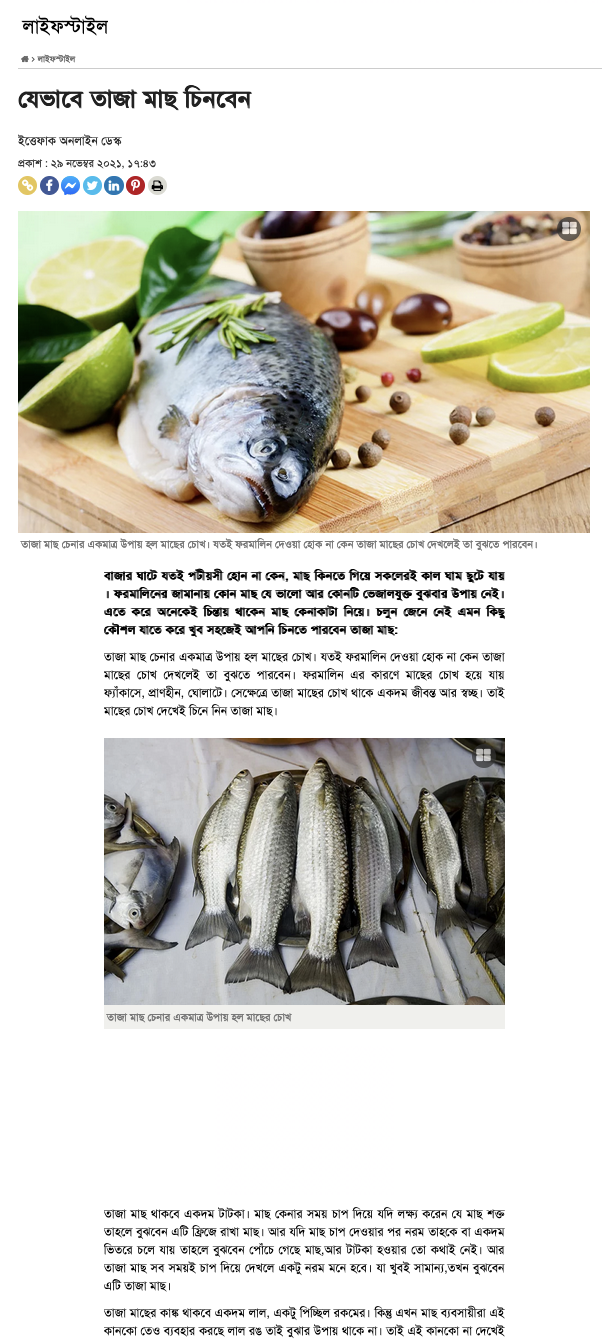 লাইফস্টাইল
› লাইফস্টাইল
যেভাবে তাজা মাছ চিনবেন
ইত্তেফাক অনলাইন ডেস্ক
প্রকাশ : ২৯ নভেম্বর ২০২১, ১৭:৪৩
তাজা মাছ চেনার একমাত্র উপায় হল মাছের চোখ। যতই ফরমালিন দেওয়া হোক না কেন তাজা মাছের চোখ দেখলেই তা বুঝতে পারবেন।
বাজার ঘাটে যতই পটীয়সী হোন না কেন, মাছ কিনতে গিয়ে সকলেরই কাল ঘাম ছুটে যায়
। ফরমালিনের জামানায় কোন মাছ যে ভালো আর কোনটি ভেজালযুক্ত বুঝবার উপায় নেই।
এতে করে অনেকেই চিন্তায় থাকেন মাছ কেনাকাটা নিয়ে। চলুন জেনে নেই এমন কিছু
কৌশল যাতে করে খুব সহজেই আপনি চিনতে পারবেন তাজা মাছ:
তাজা মাছ চেনার একমাত্র উপায় হল মাছের চোখ। যতই ফরমালিন দেওয়া হোক না কেন তাজা
মাছের চোখ দেখলেই তা বুঝতে পারবেন। ফরমালিন এর কারণে মাছের চোখ হয়ে যায়
ফ্যাঁকাসে, প্রাণহীন, ঘোলাটে। সেক্ষেত্রে তাজা মাছের চোখ থাকে একদম জীবন্ত আর স্বচ্ছ। তাই
মাছের চোখ দেখেই চিনে নিন তাজা মাছ।
তাজা মাছ চেনার একমাত্র উপায় হল মাছের চোখ
তাজা মাছ থাকবে একদম টাটকা। মাছ কেনার সময় চাপ দিয়ে যদি লক্ষ্য করেন যে মাছ শক্ত
তাহলে বুঝবেন এটি ফ্রিজে রাখা মাছ। আর যদি মাছ চাপ দেওয়ার পর নরম তাহকে বা একদম
ভিতরে চলে যায় তাহলে বুঝবেন পোঁচে গেছে মাছ,আর টাটকা হওয়ার তো কথাই নেই। আর
তাজা মাছ সব সময়ই চাপ দিয়ে দেখলে একটু নরম মনে হবে। যা খুবই সামান্য,তখন বুঝবেন
এটি তাজা মাছ।
তাজা মাছের কাঙ্ক থাকবে একদম লাল, একটু পিচ্ছিল রকমের। কিন্তু এখন মাছ ব্যবসায়ীরা এই
কানকো তেও ব্যবহার করছে লাল রঙ তাই বুঝার উপায় থাকে না। তাই এই কানকো না দেখেই